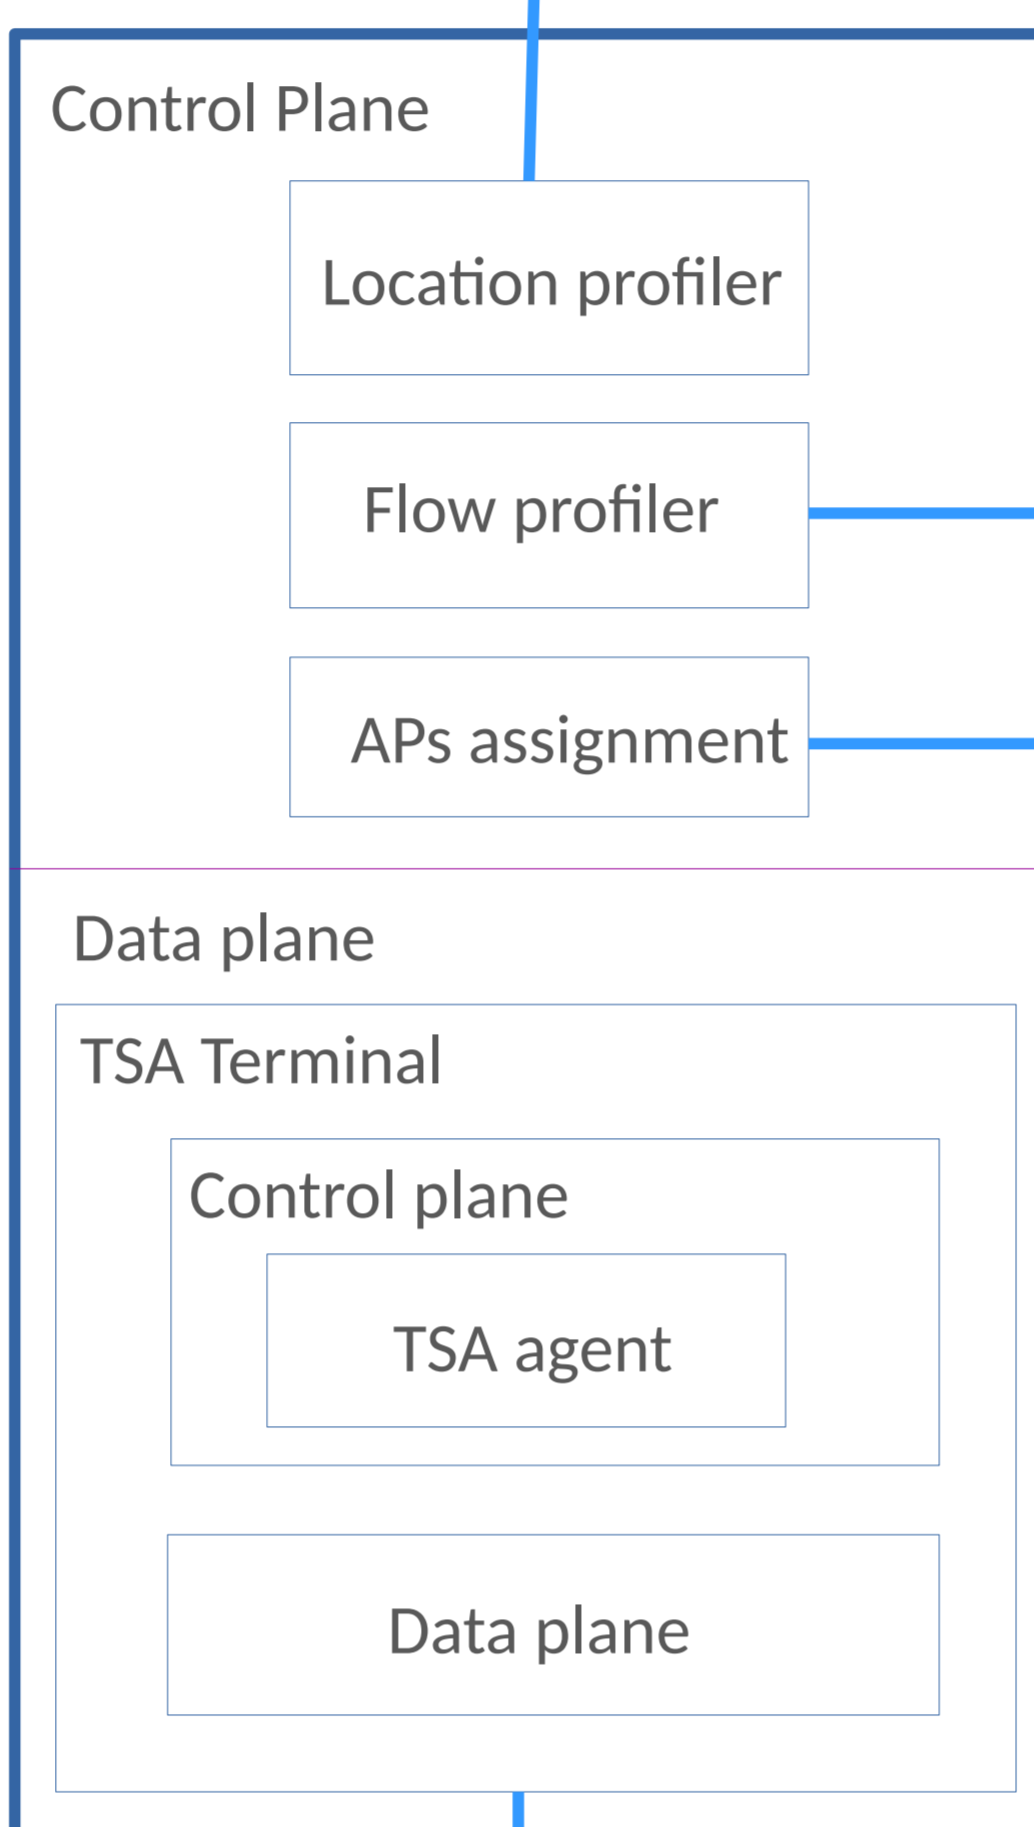 Control Plane
Location profiler
Flow profiler
APs assignment
Data plane
TSA Terminal
Control plane
TSA agent
Data plane